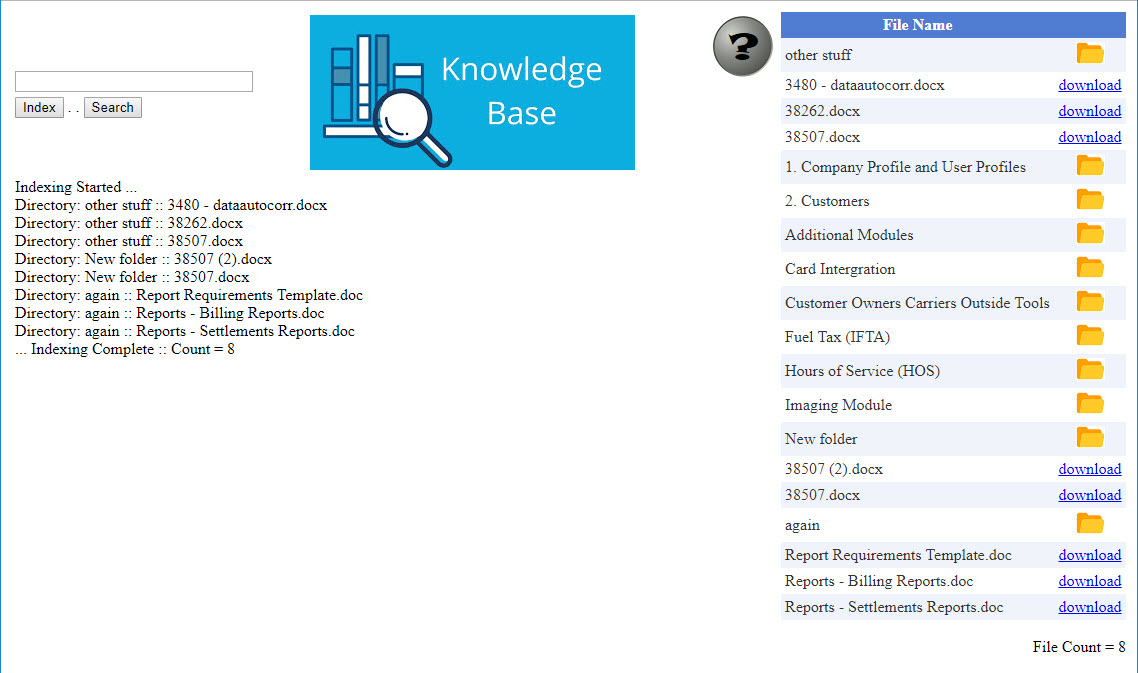 Index . . Search
Knowledge
Base
?
Indexing Started ...
Directory: other stuff :: 3480 - dataautocorr.docx
Directory: other stuff :: 38262.docx
Directory: other stuff :: 38507.docx
Directory: New folder :: 38507 (2).docx
Directory: New folder :: 38507.docx
Directory: again :: Report Requirements Template.doc
Directory: again :: Reports - Billing Reports.doc
Directory: again :: Reports - Settlements Reports.doc
... Indexing Complete :: Count = 8
File Name
other stuff
3480 - dataautocorr.docx download
38262.docx download
38507.docx download
1. Company Profile and User Profiles
2. Customers
Additional Modules
Card Intergration
Customer Owners Carriers Outside Tools
Fuel Tax (IFTA)
Hours of Service (HOS)
Imaging Module
New folder
38507 (2).docx download
38507.docx download
again
Report Requirements Template.doc download
Reports - Billing Reports.doc download
Reports - Settlements Reports.doc download
File Count = 8